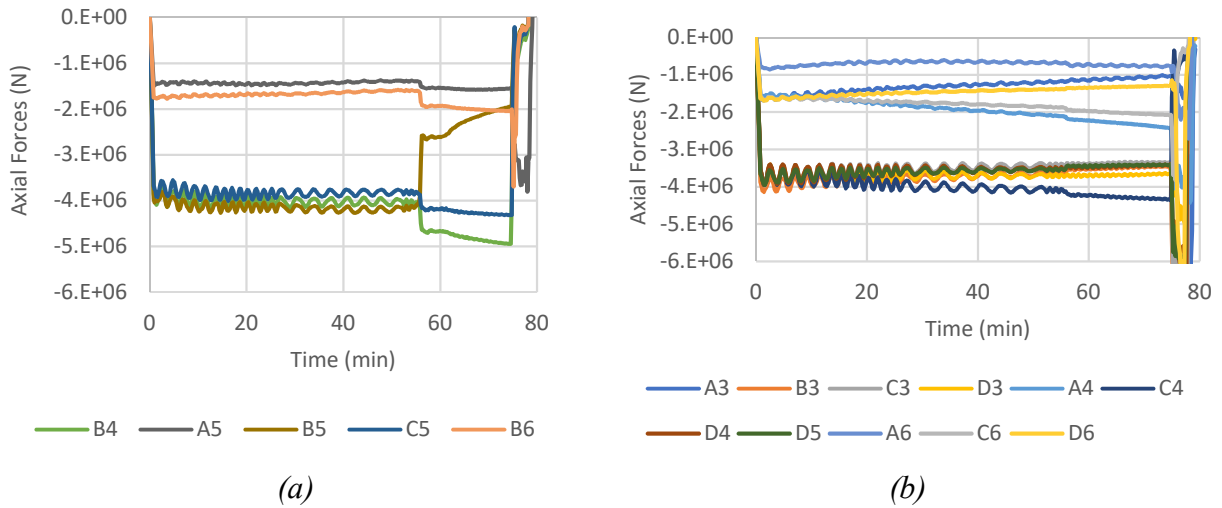 0.E+00
-1.E+06
-2.E+06
-3.E+06
-4.E+06
-5.E+06
-6.E+06
Axial Forces (N)
0 20 40 60 80
Time (min)
B4 A5 B5 C5 B6
(a)
0.E+00
-1.E+06
-2.E+06
-3.E+06
-4.E+06
-5.E+06
-6.E+06
Axial Forces (N)
0 20 40 60 80
Time (min)
A3 B3 C3 D3 A4 C4
D4 D5 A6 C6 D6
(b)